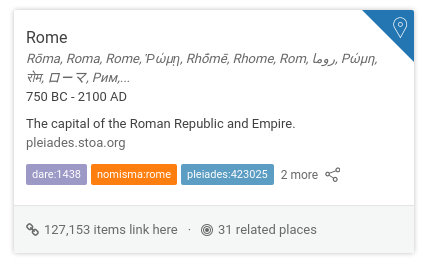 Rome
Rōma, Roma, Rome, Ῥώμη, Rhṓmē, Rhome, Rom, روما, Ρώμη,
रोम, ローマ, Рим,...
750 BC - 2100 AD
The capital of the Roman Republic and Empire.
pleiades.stoa.org
dare:1438 nomisma:rome pleiades:423025 2 more
127,153 items link here · 31 related places